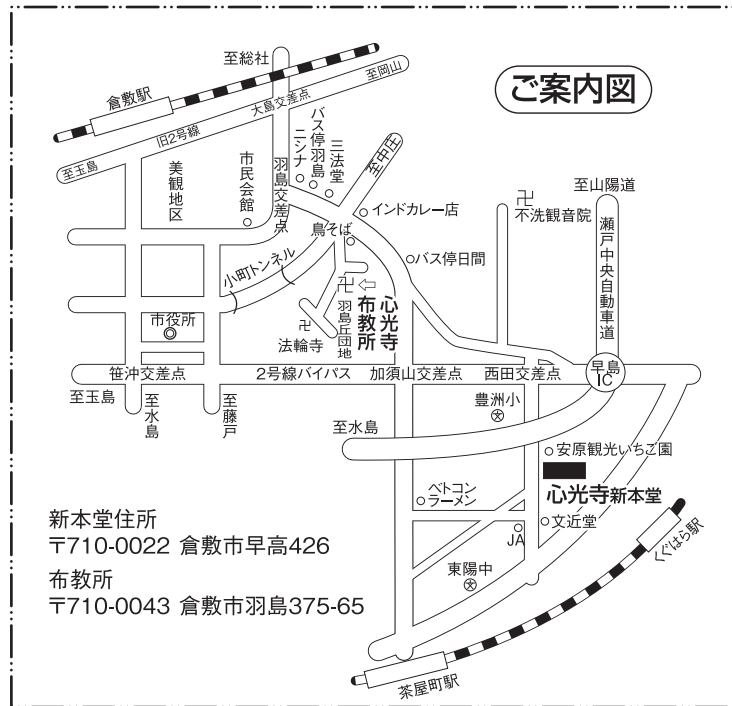 ご案内図
至総社
至岡山
倉敷駅
大島交差点
旧2号線
至玉島
美観地区
市民会館
羽島交差点
ニシナ
バス停羽島
三法堂
至中庄
インドカレー店
鳥そば
バス停日間
卍
不洗観音院
至山陽道
瀬戸中央自動車道
小町トンネル
卍
心光寺
布教所
羽島丘団地
卍
法輪寺
市役所
笹沖交差点
2号線バイパス
加須山交差点
西田交差点
早島
IC
至玉島
至水島
至藤戸
豊洲小
文
至水島
安原観光いちご園
心光寺新本堂
ベトコン
ラーメン
文近堂
JA
東陽中
文
くぐはら駅
茶屋町駅
新本堂住所
〒710-0022 倉敷市早高426
布教所
〒710-0043 倉敷市羽島375-65